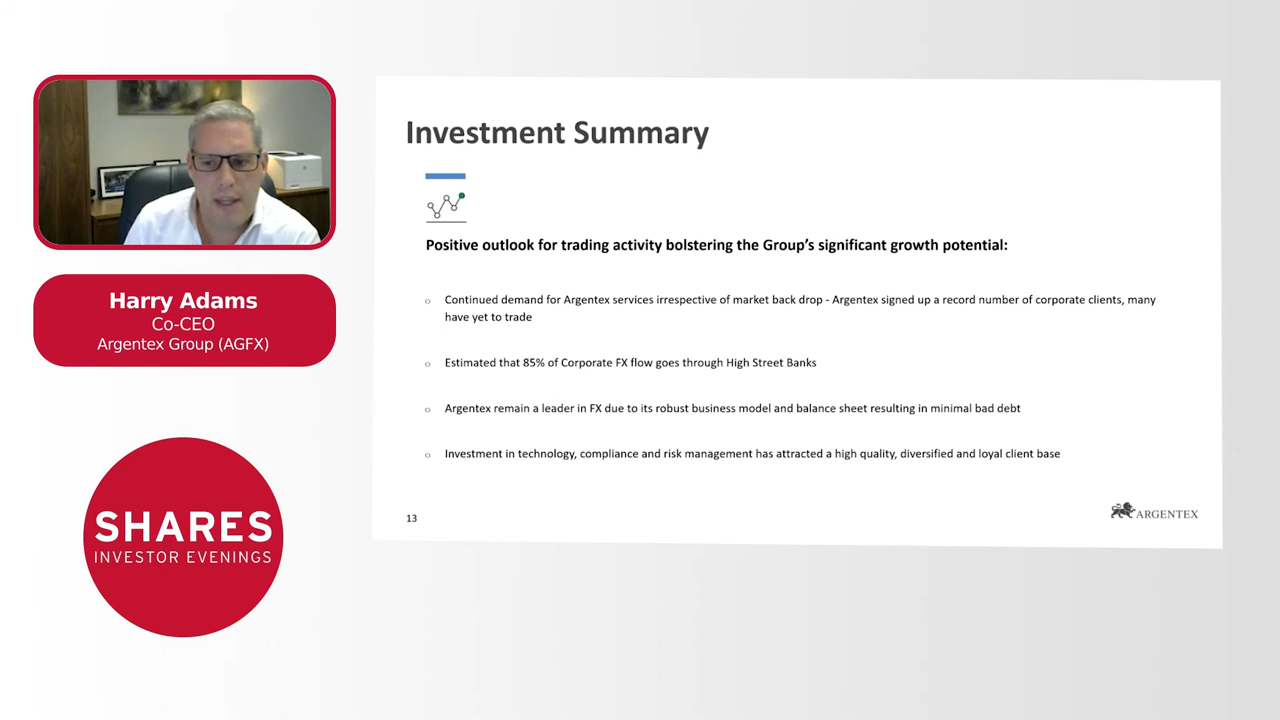 Harry Adams
Co-CEO
Argentex Group (AGFX)
SHARES
INVESTOR EVENINGS
Investment Summary
Positive outlook for trading activity bolstering the Group's significant growth potential:
Continued demand for Argentex services irrespective of market back drop - Argentex signed up a record number of corporate clients, many
have yet to trade
Estimated that 85% of Corporate FX flow goes through High Street Banks
Argentex remain a leader in FX due to its robust business model and balance sheet resulting in minimal bad debt
Investment in technology, compliance and risk management has attracted a high quality, diversified and loyal client base
13
ARGENTEX